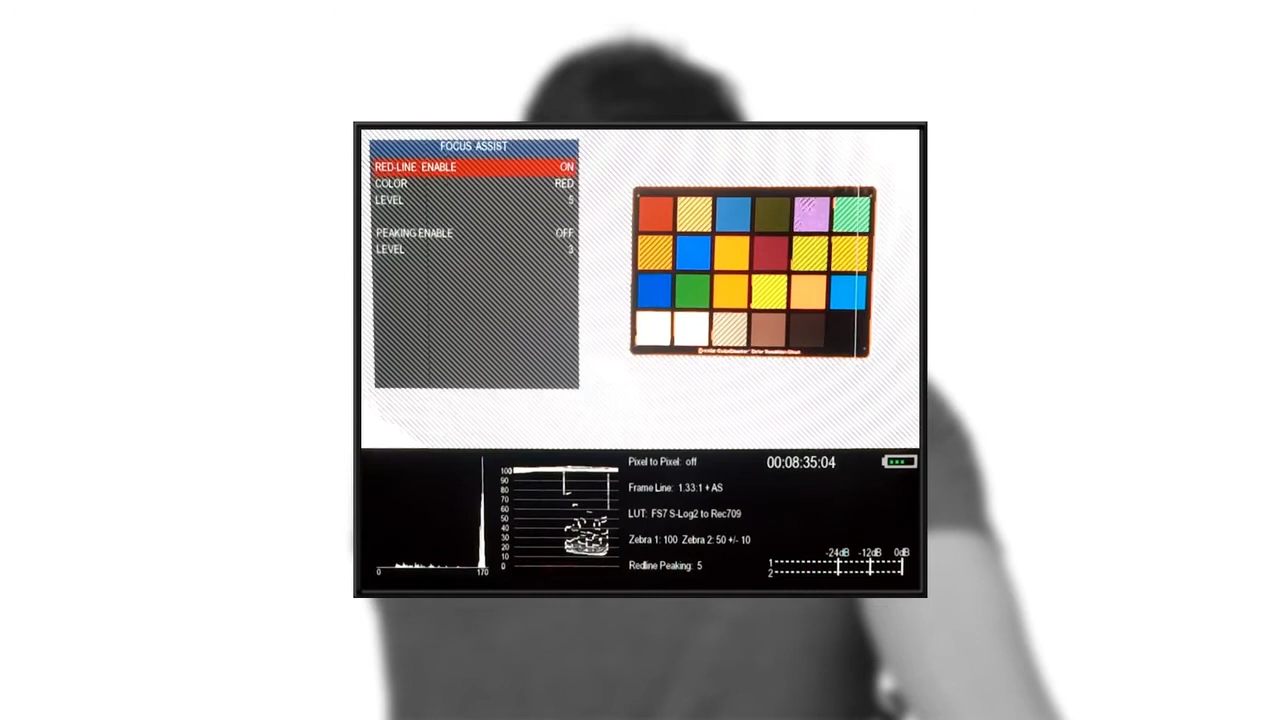 FOCUS ASSIST
RED-LINE ENABLE ON
COLOR RED
LEVEL 5
PEAKING ENABLE OFF
LEVEL 3
100
90
80
70
60
50
40
30
20
10
0
0 170
Pixel to Pixel: off
00:08:35:04
Frame Line: 1.33:1 + AS
LUT: FS7 S-Log2 to Rec709
Zebra 1: 100 Zebra 2: 50 +/- 10
Redline Peaking: 5
-24dB -12dB 0dB
1
2